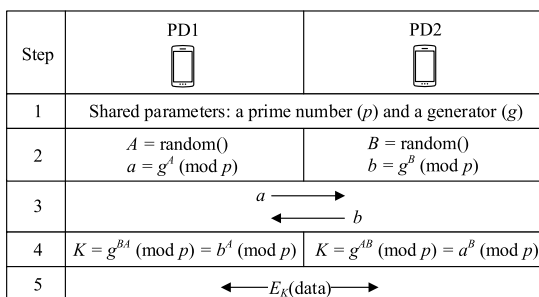 Step PD1 PD2
1 Shared parameters: a prime number (p) and a generator (g)
2 A = random() B = random()
a = g^A (mod p) b = g^B (mod p)
3 a
b
4 K = g^{BA} (mod p) = b^A (mod p) K = g^{AB} (mod p) = a^B (mod p)
5 E_K(data)